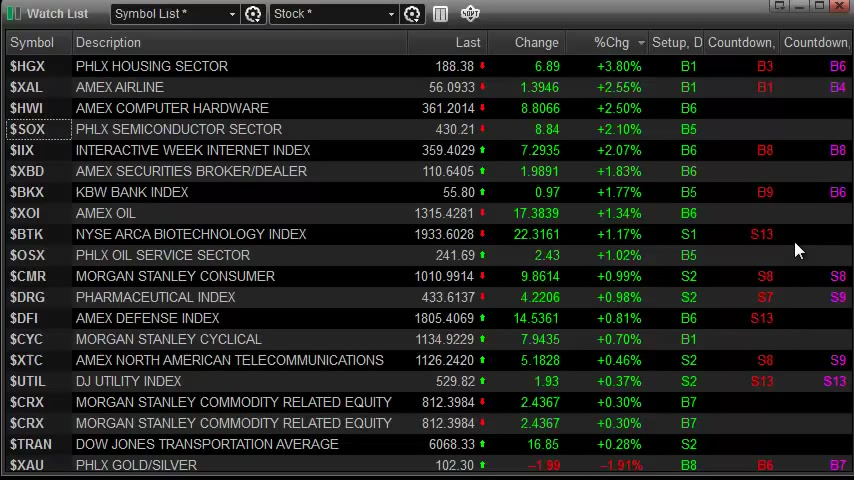 Watch List Symbol List * Stock *
Symbol Description Last Change %Chg Setup, D Countdown, Countdown,
$HGX PHLX HOUSING SECTOR 188.38 6.89 +3.80% B1 B3 B6
$XAL AMEX AIRLINE 56.0933 1.3946 +2.55% B1 B1 B4
$HWI AMEX COMPUTER HARDWARE 361.2014 8.8066 +2.50% B6
$SOX PHLX SEMICONDUCTOR SECTOR 430.21 8.84 +2.10% B5
$IIX INTERACTIVE WEEK INTERNET INDEX 359.4029 7.2935 +2.07% B6 B8 B8
$XBD AMEX SECURITIES BROKER/DEALER 110.6405 1.9891 +1.83% B6
$BKX KBW BANK INDEX 55.80 0.97 +1.77% B5 B9 B6
$XOI AMEX OIL 1315.4281 17.3839 +1.34% B6
$BTK NYSE ARCA BIOTECHNOLOGY INDEX 1933.6028 22.3161 +1.17% S1 S13
$OSX PHLX OIL SERVICE SECTOR 241.69 2.43 +1.02% B5
$CMR MORGAN STANLEY CONSUMER 1010.9914 9.8614 +0.99% S2 S8 S8
$DRG PHARMACEUTICAL INDEX 433.6137 4.2206 +0.98% S2 S7 S9
$DFI AMEX DEFENSE INDEX 1805.4069 14.5361 +0.81% B6 S13
$CYC MORGAN STANLEY CYCLICAL 1134.9229 7.9435 +0.70% B1
$XTC AMEX NORTH AMERICAN TELECOMMUNICATIONS 1126.2420 5.1828 +0.46% S2 S8 S9
$UTIL DJ UTILITY INDEX 529.82 1.93 +0.37% S2 S13 S13
$CRX MORGAN STANLEY COMMODITY RELATED EQUITY 812.3984 2.4367 +0.30% B7
$CRX MORGAN STANLEY COMMODITY RELATED EQUITY 812.3984 2.4367 +0.30% B7
$TRAN DOW JONES TRANSPORTATION AVERAGE 6068.33 16.85 +0.28% S2
$XAU PHLX GOLD/SILVER 102.30 −1.99 −1.91% B8 B6 B7